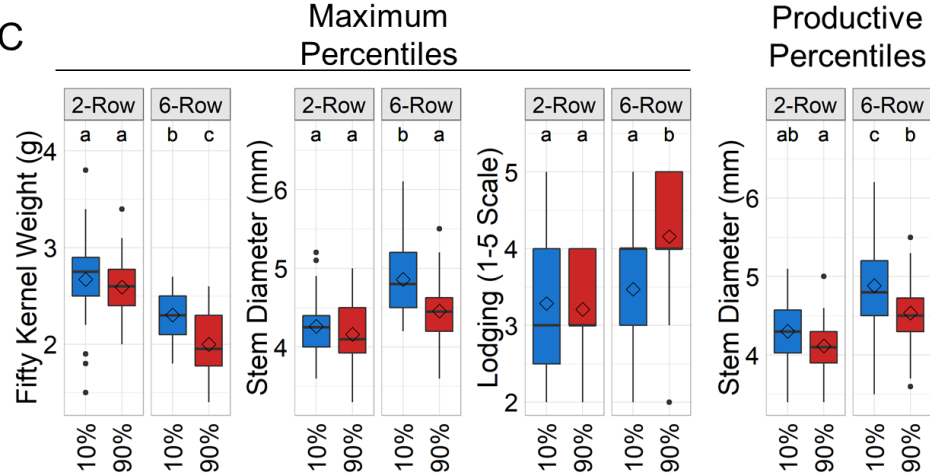 C
Maximum
Percentiles
Productive
Percentiles
2-Row
6-Row
a
a
b
c
Fifty Kernel Weight (g)
4
3
2
10%
90%
10%
90%
2-Row
6-Row
a
a
b
a
Stem Diameter (mm)
6
5
4
10%
90%
10%
90%
2-Row
6-Row
a
a
a
b
Lodging (1-5 Scale)
5
4
3
2
10%
90%
10%
90%
2-Row
6-Row
ab
a
c
b
Stem Diameter (mm)
6
5
4
10%
90%
10%
90%